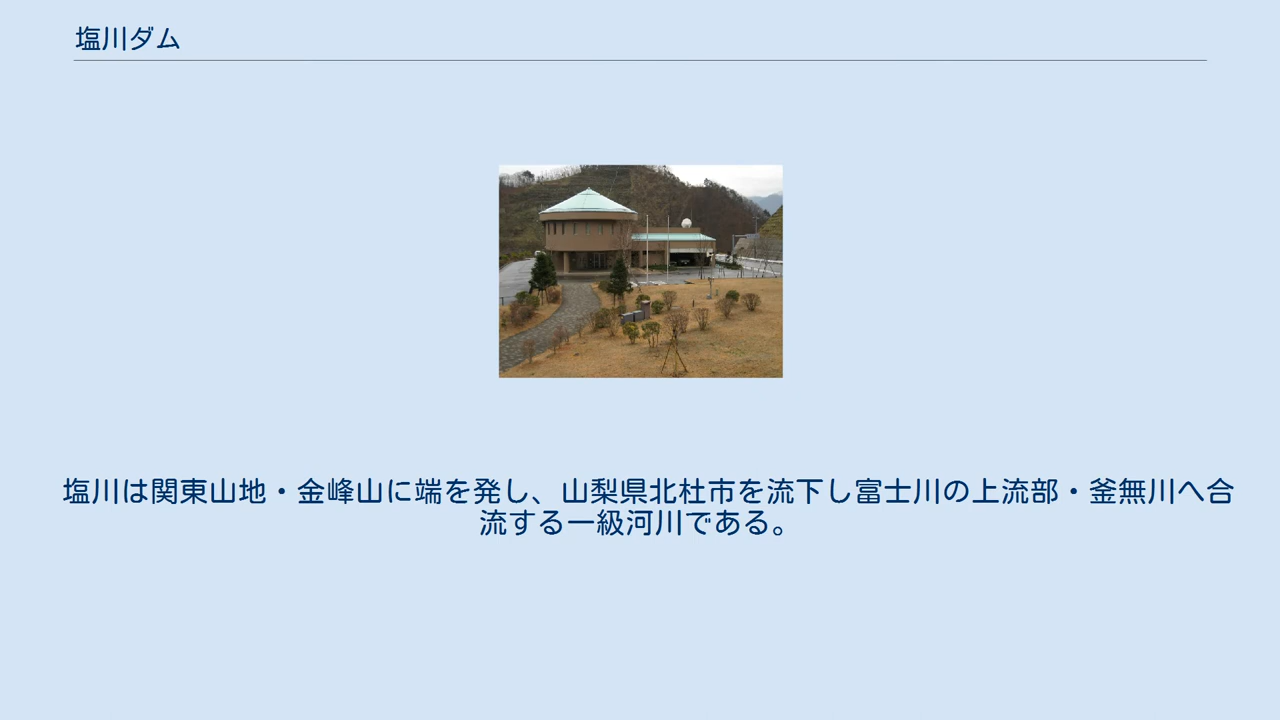 塩川ダム
塩川は関東山地・金峰山に端を発し、山梨県北杜市を流下し富士川の上流部・釜無川へ合
流する一級河川である。